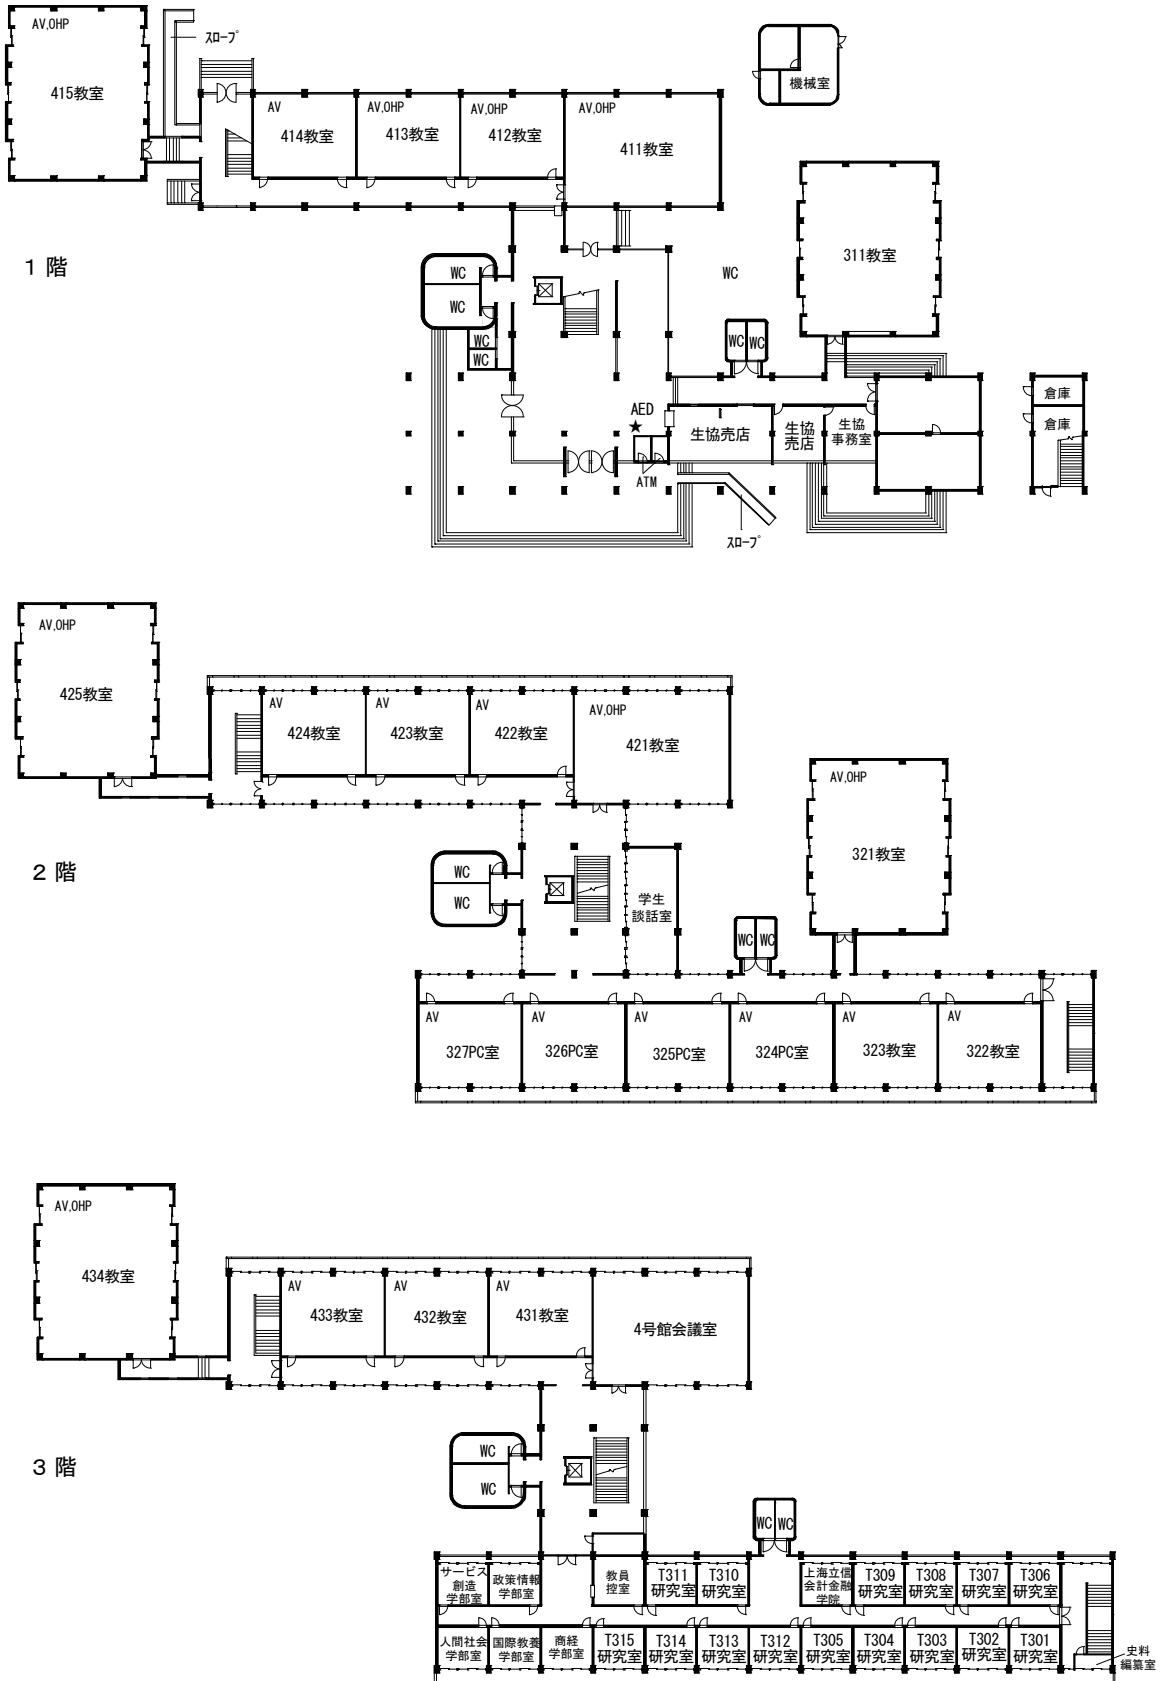 AV,OHP
スロープ
415教室
AV
414教室
AV,OHP
413教室
AV,OHP
412教室
AV,OHP
411教室
機械室
1階
311教室
WC
WC
WC
WC
WC
WC
WC
AED
★
生協売店
生協
売店
生協
事務室
ATM
スロープ
倉庫
倉庫
AV,OHP
425教室
AV
424教室
AV
423教室
AV
422教室
AV,OHP
421教室
AV,OHP
321教室
2階
WC
WC
学生
談話室
WC
WC
AV
327PC室
AV
326PC室
AV
325PC室
AV
324PC室
AV
323教室
AV
322教室
AV,OHP
434教室
AV
433教室
AV
432教室
AV
431教室
4号館会議室
3階
WC
WC
WC
WC
サービス
創造
学部室
政策情報
学部室
教員
控室
T311
研究室
T310
研究室
上海立信
会計金融
学院
T309
研究室
T308
研究室
T307
研究室
T306
研究室
人間社会
学部室
国際教養
学部室
商経
学部室
T315
研究室
T314
研究室
T313
研究室
T312
研究室
T305
研究室
T304
研究室
T303
研究室
T302
研究室
T301
研究室
史料
編纂室